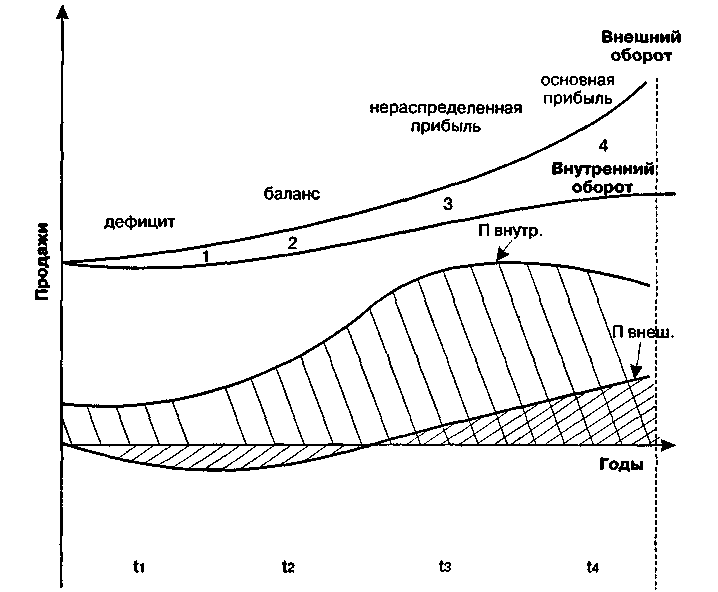 Внешний
оборот
основная
прибыль
нераспределенная
прибыль
4
Внутренний
оборот
баланс
3
дефицит
П внутр.
2
1
Продажи
П внеш.
Годы
t1
t2
t3
t4